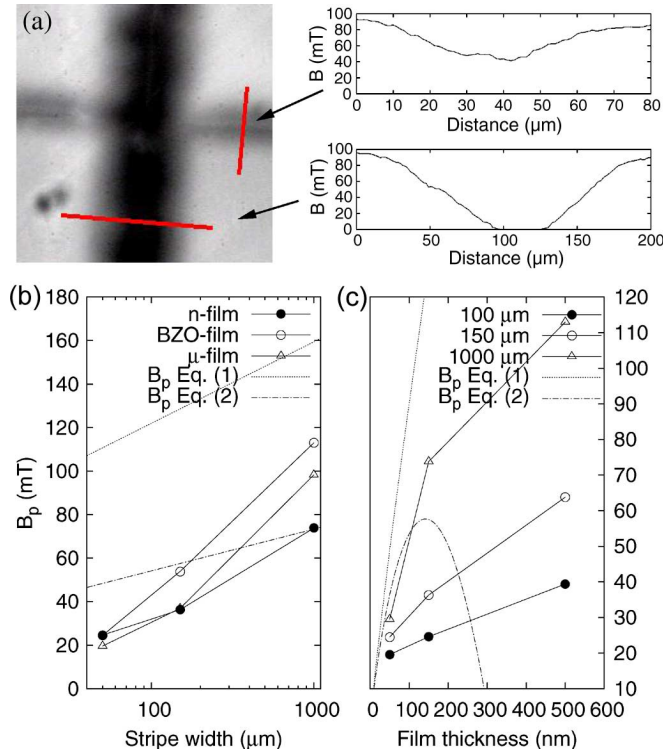 (a)
B (mT)
100
80
60
40
20
0
0 10 20 30 40 50 60 70 80
Distance (μm)
B (mT)
100
80
60
40
20
0
0 50 100 150 200
Distance (μm)
(b)
n-film
BZO-film
μ-film
Bp Eq. (1)
Bp Eq. (2)
180
160
140
120
100
80
60
40
20
0
Bp (mT)
100 1000
Stripe width (μm)
(c)
100 μm
150 μm
1000 μm
Bp Eq. (1)
Bp Eq. (2)
120
110
100
90
80
70
60
50
40
30
20
10
0 100 200 300 400 500 600
Film thickness (nm)